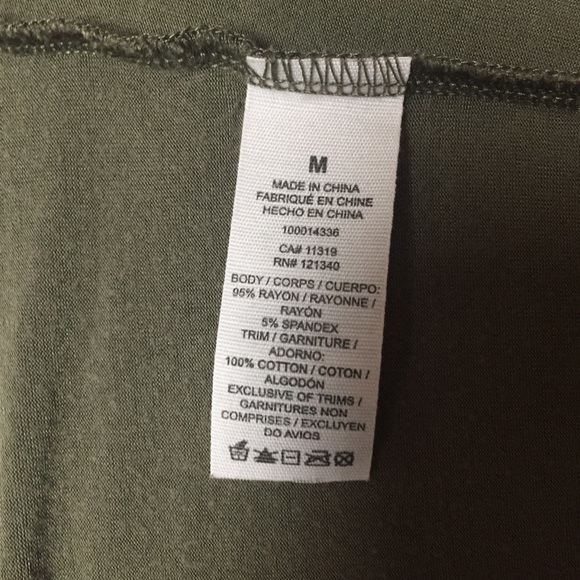 M
MADE IN CHINA
FABRIQUÉ EN CHINE
HECHO EN CHINA
100014336
CA# 11319
RN# 121340
BODY / CORPS / CUERPO:
95% RAYON / RAYONNE /
RAYÓN
5% SPANDEX
TRIM / GARNITURE /
ADORNO:
100% COTTON / COTON /
ALGODÓN
EXCLUSIVE OF TRIMS /
GARNITURES NON
COMPRISES / EXCLUYEN
DO AVIOS